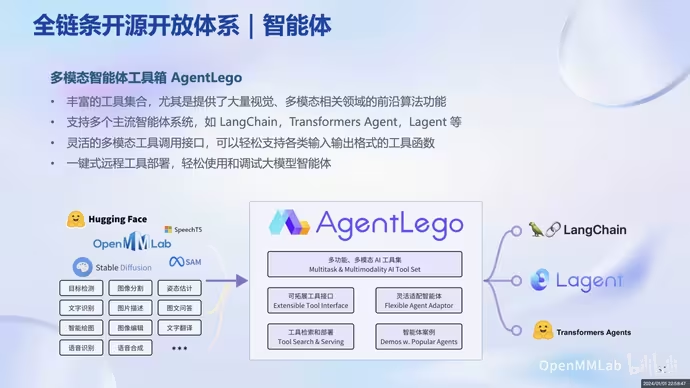 全链条开源开放体系｜智能体
多模态智能体工具箱 AgentLego
• 丰富的工具集合，尤其是提供了大量视觉、多模态相关领域的前沿算法功能
• 支持多个主流智能体系统，如 LangChain，Transformers Agent，Lagent 等
• 灵活的多模态工具调用接口，可以轻松支持各类输入输出格式的工具函数
• 一键式远程工具部署，轻松使用和调试大模型智能体
Hugging Face
SpeechT5
OpenMMLab
Stable Diffusion
SAM
目标检测 图像分割 姿态估计
文字识别 图片描述 图文问答
智能绘图 图像编辑 文字翻译
语音识别 语音合成 •••
AgentLego
多功能、多模态 AI 工具集
Multitask & Multimodality AI Tool Set
可拓展工具接口
Extensible Tool Interface
灵活适配智能体
Flexible Agent Adaptor
工具检索和部署
Tool Search & Serving
智能体案例
Demos w. Popular Agents
LangChain
Lagent
Transformers Agents
OpenMMLab
bilibili